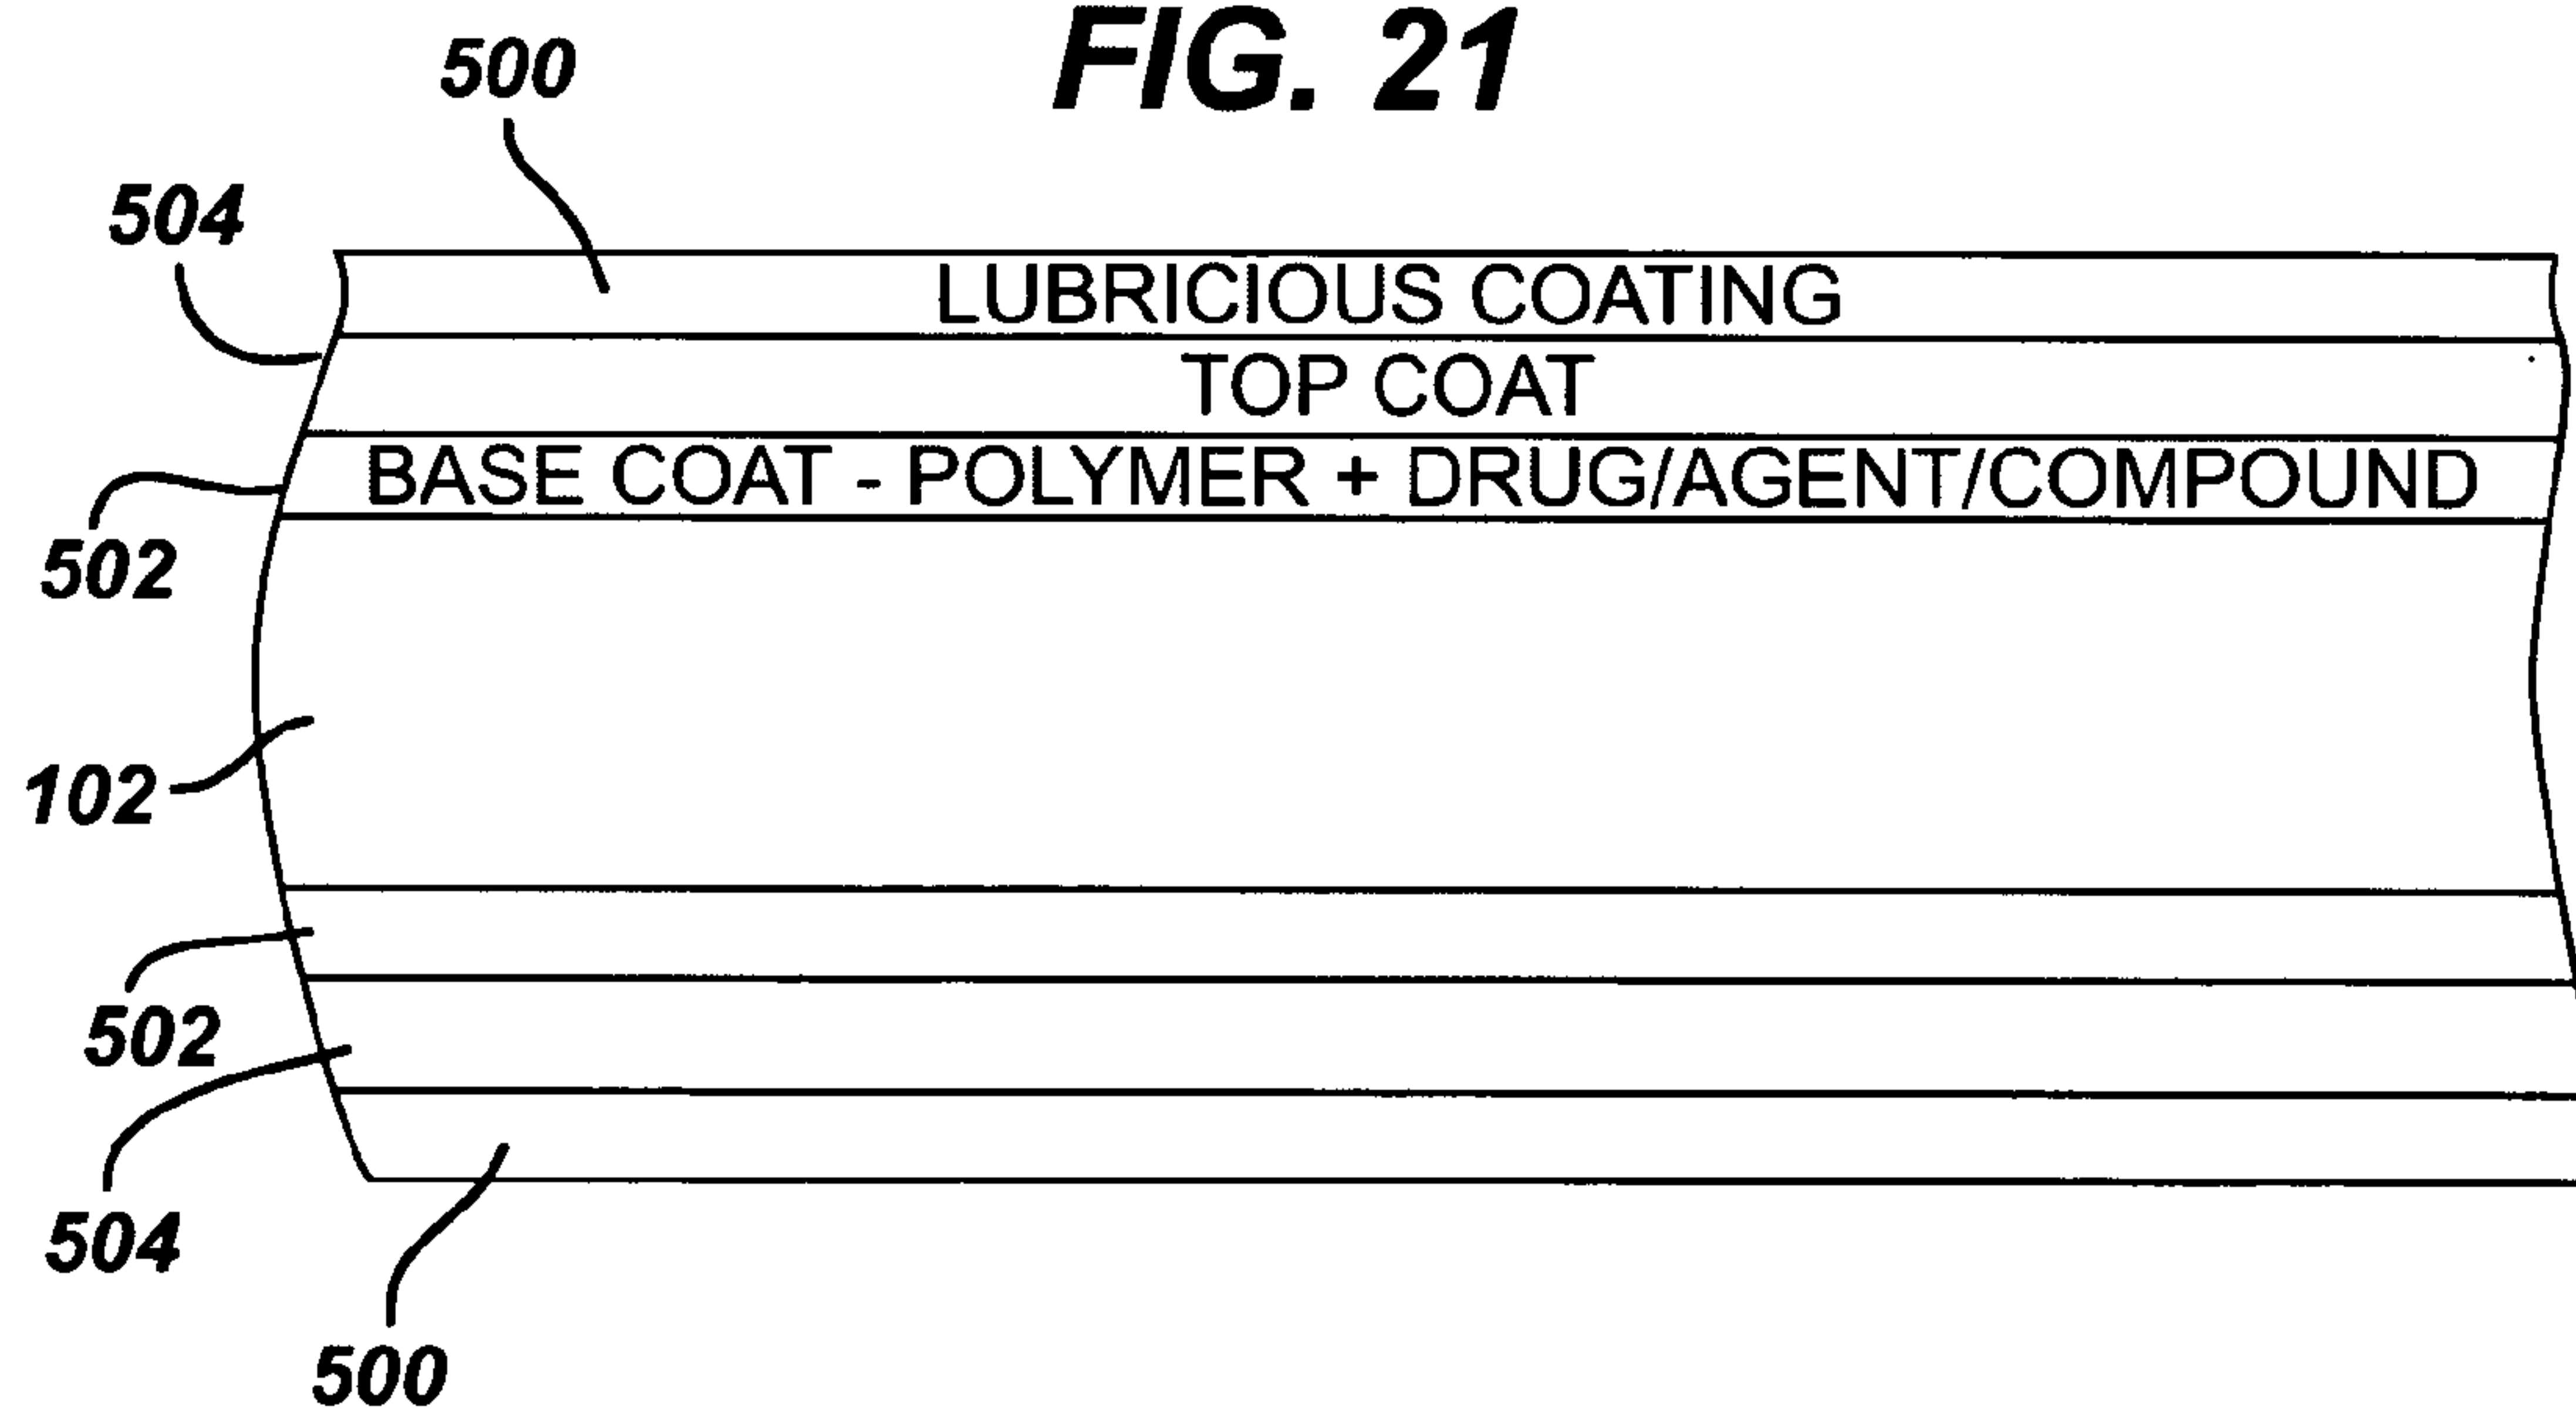 FIG. 21
500
504
LUBRICIOUS COATING
TOP COAT
BASE COAT - POLYMER + DRUG/AGENT/COMPOUND
502
102
502
504
500